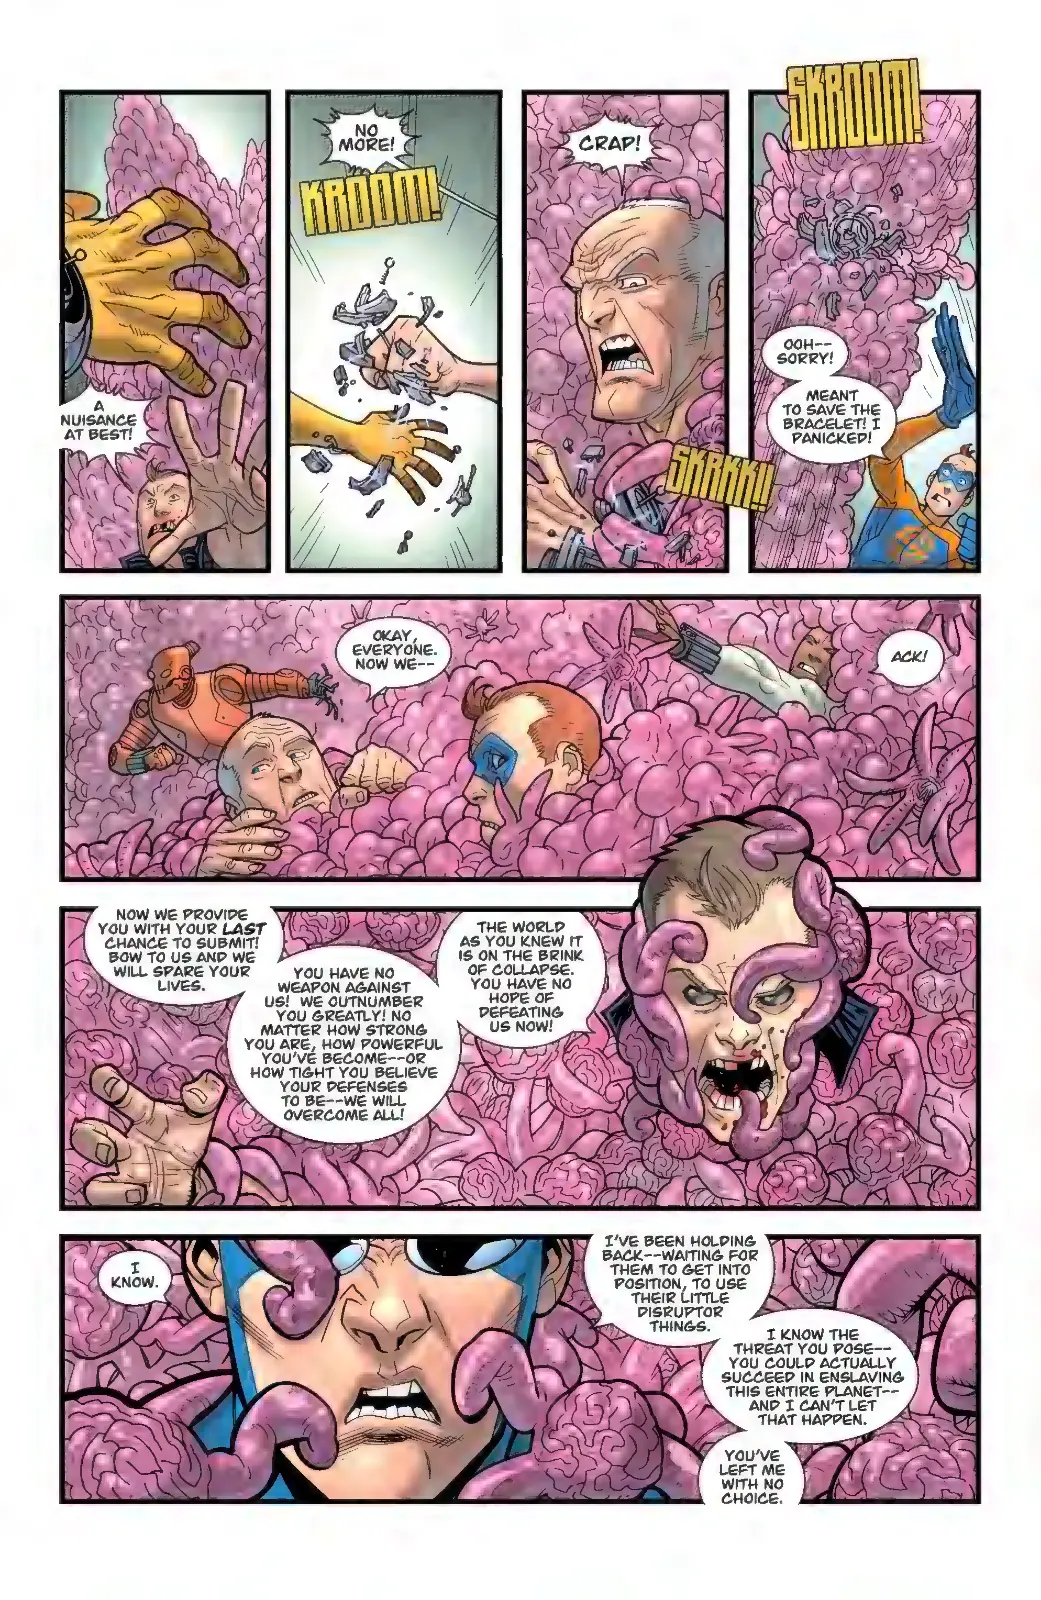 A
NUISANCE
AT BEST!
NO
MORE!
KROOM!
CRAP!
SKRKK!!
SKROOM!
OOH--
SORRY!
MEANT
TO SAVE THE
BRACELET! I
PANICKED!
OKAY,
EVERYONE.
NOW WE--
ACK!
NOW WE PROVIDE
YOU WITH YOUR LAST
CHANCE TO SUBMIT!
BOW TO US AND WE
WILL SPARE YOUR
LIVES.
YOU HAVE NO
WEAPON AGAINST
US! WE OUTNUMBER
YOU GREATLY! NO
MATTER HOW STRONG
YOU ARE, HOW POWERFUL
YOU'VE BECOME--OR
HOW TIGHT YOU BELIEVE
YOUR DEFENSES
TO BE--WE WILL
OVERCOME ALL!
THE WORLD
AS YOU KNEW IT
IS ON THE BRINK
OF COLLAPSE.
YOU HAVE NO
HOPE OF
DEFEATING
US NOW!
I
KNOW.
I'VE BEEN HOLDING
BACK--WAITING FOR
THEM TO GET INTO
POSITION, TO USE
THEIR LITTLE
DISRUPTOR
THINGS.
I KNOW THE
THREAT YOU POSE--
YOU COULD ACTUALLY
SUCCEED IN ENSLAVING
THIS ENTIRE PLANET--
AND I CAN'T LET
THAT HAPPEN.
YOU'VE
LEFT ME
WITH NO
CHOICE.